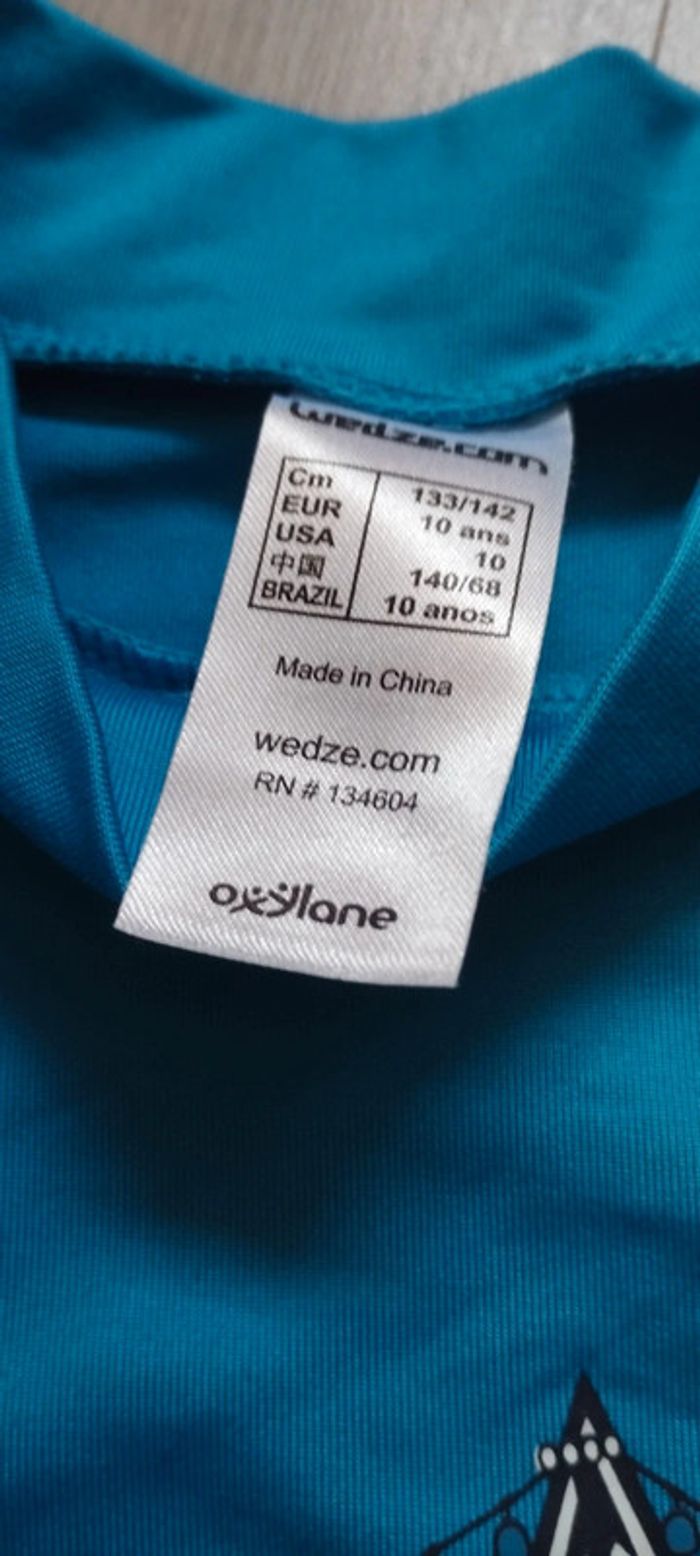 wedze.com
Cm 133/142
EUR 10 ans
USA 10
中国 140/68
BRAZIL 10 anos
Made in China
wedze.com
RN # 134604
oxylane